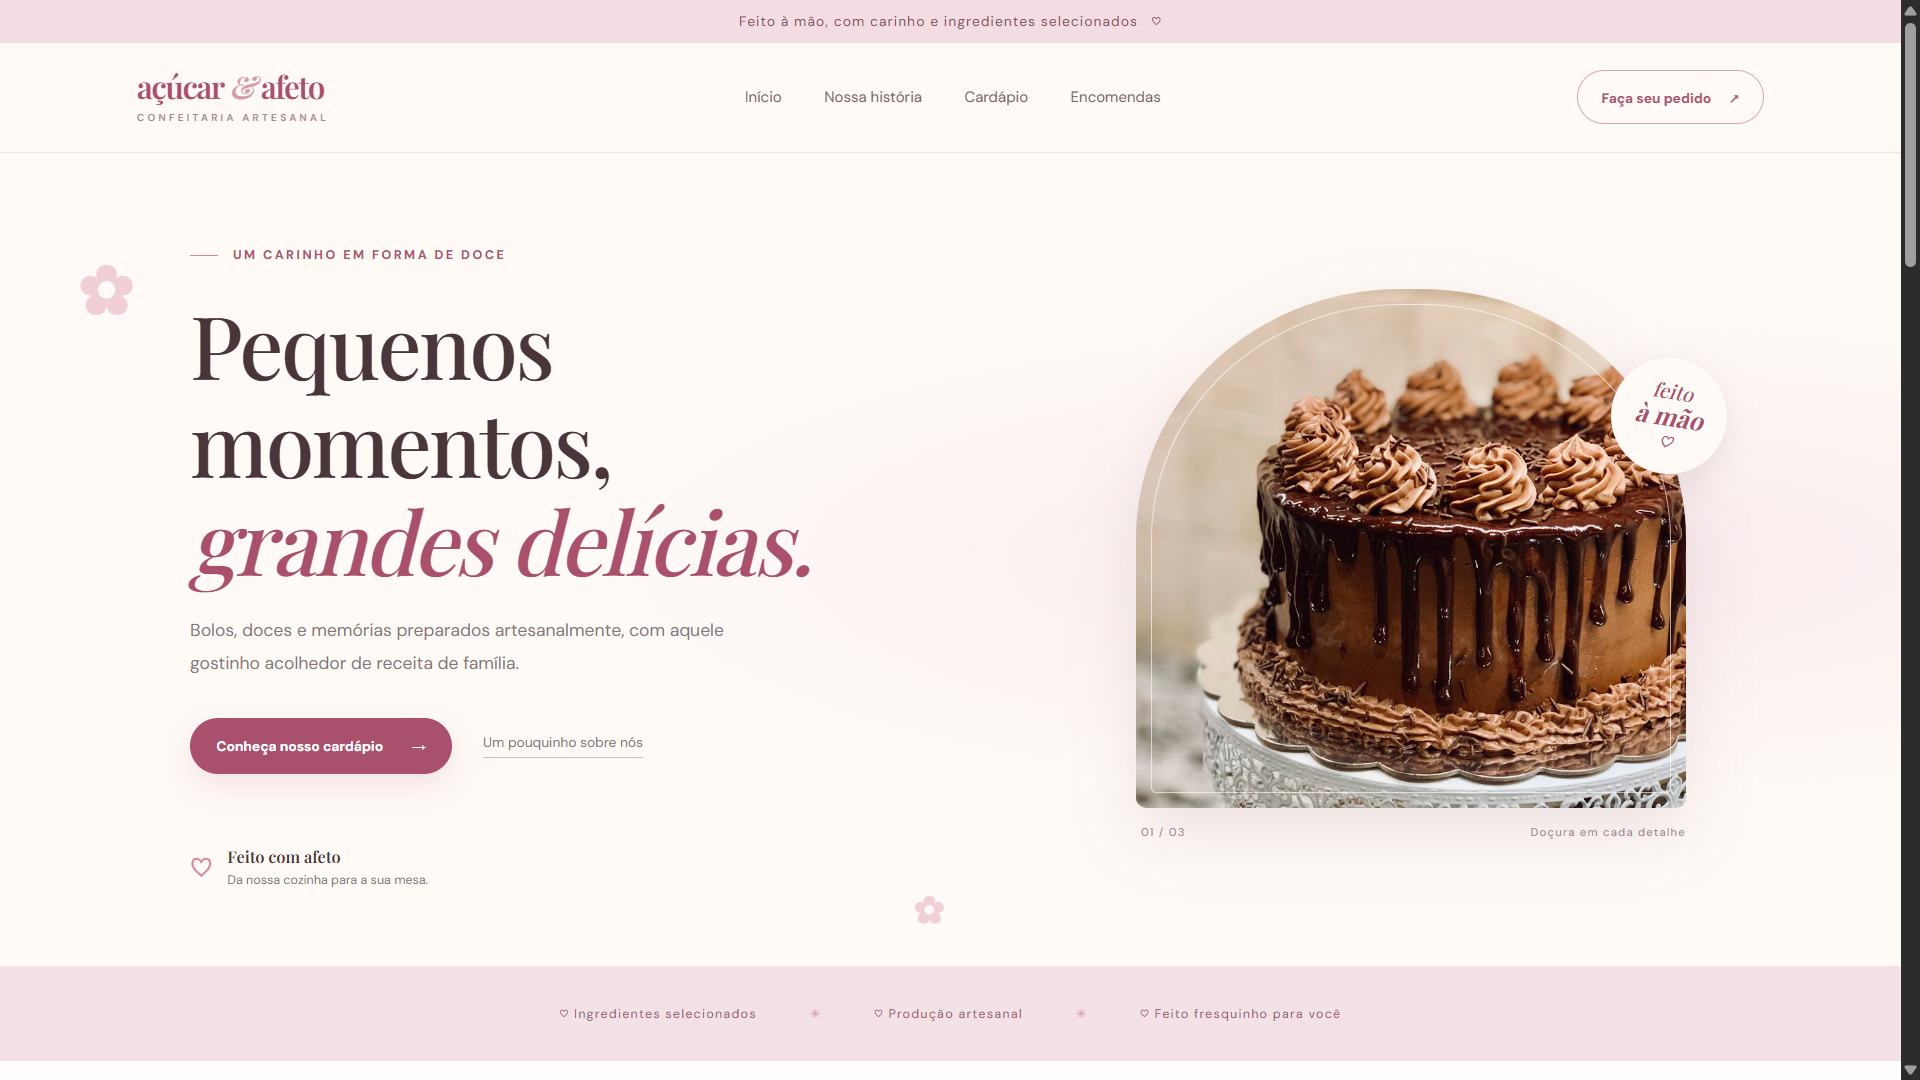 Feito à mão, com carinho e ingredientes selecionados ♡
açúcar & afeto
CONFEITARIA ARTESANAL
Início
Nossa história
Cardápio
Encomendas
Faça seu pedido ↗
UM CARINHO EM FORMA DE DOCE
Pequenos
momentos,
grandes delícias.
Bolos, doces e memórias preparados artesanalmente, com aquele
gostinho acolhedor de receita de família.
Conheça nosso cardápio →
Um pouquinho sobre nós
Feito com afeto
Da nossa cozinha para a sua mesa.
feito
à mão
♡
01 / 03
Doçura em cada detalhe
♡ Ingredientes selecionados
♡ Produção artesanal
♡ Feito fresquinho para você